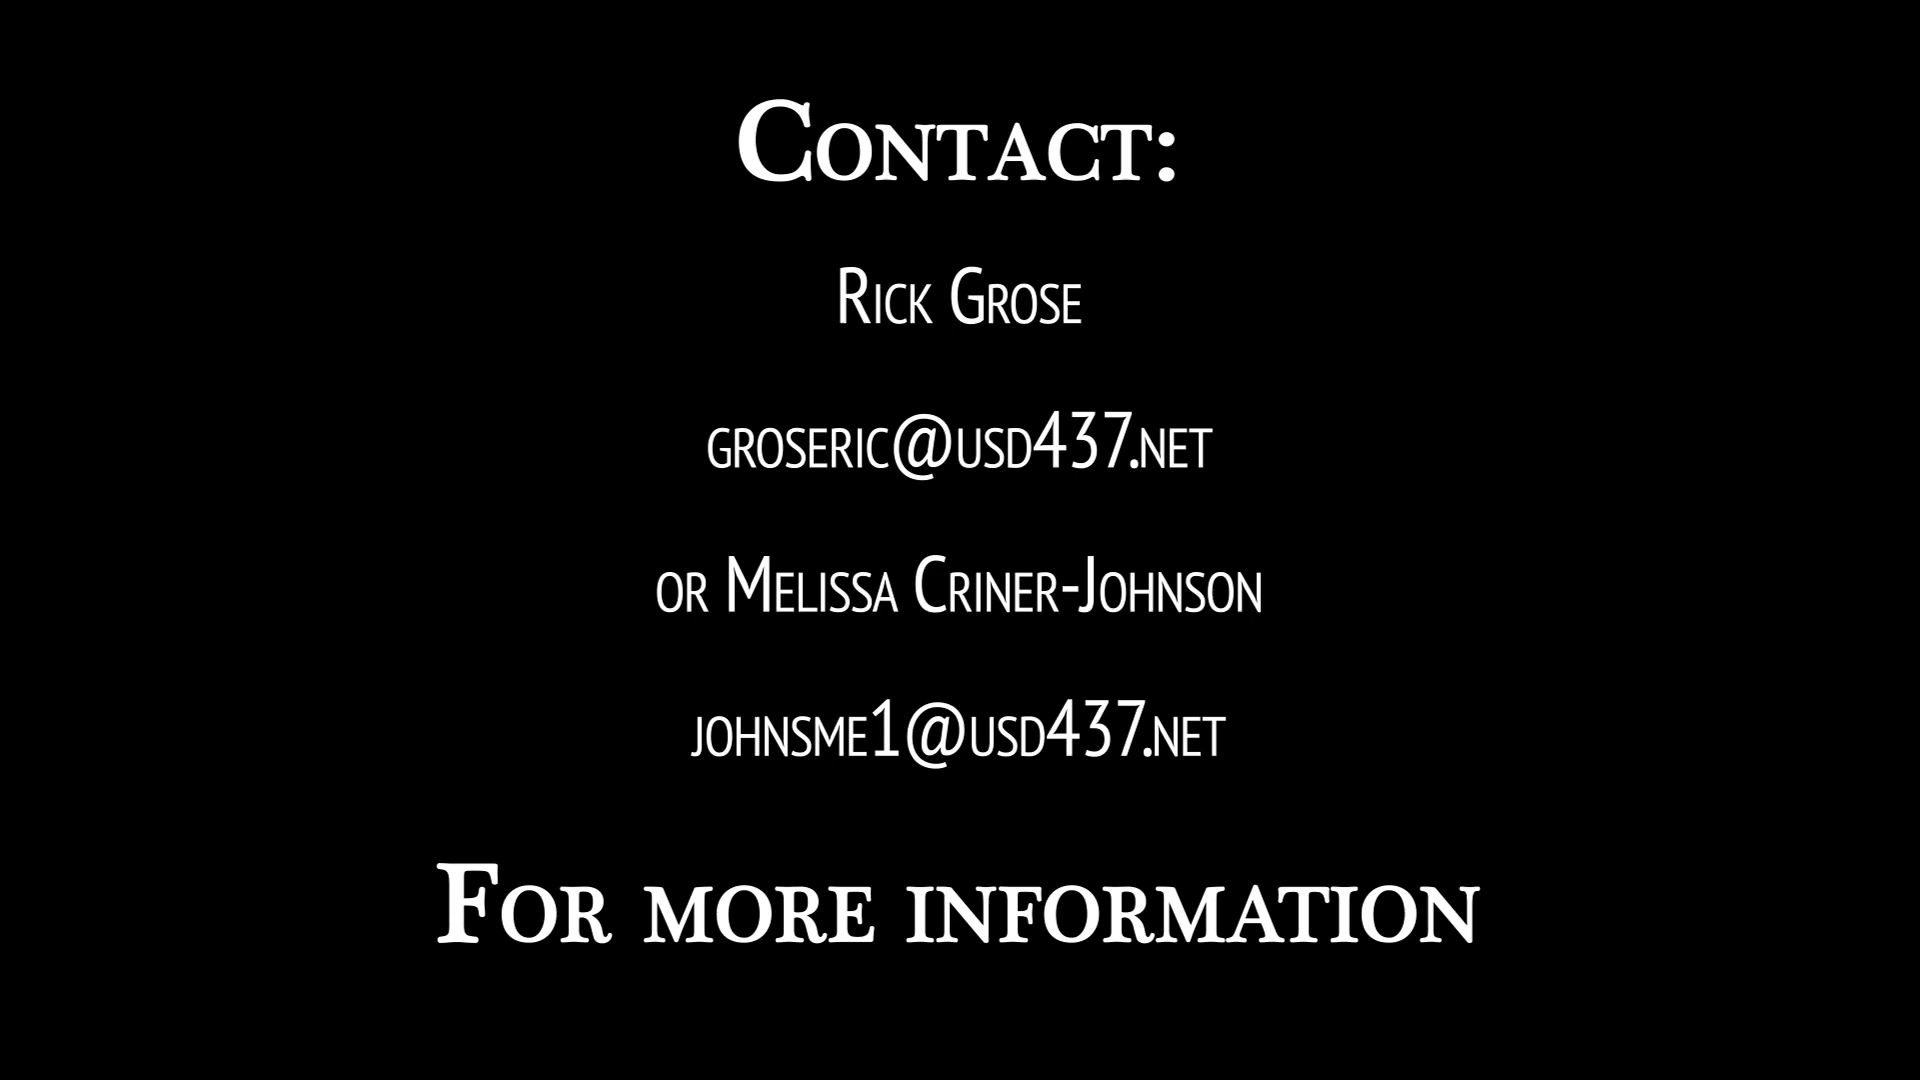 Contact:
Rick Grose
groseric@usd437.net
or Melissa Criner-Johnson
johnsme1@usd437.net
For more information